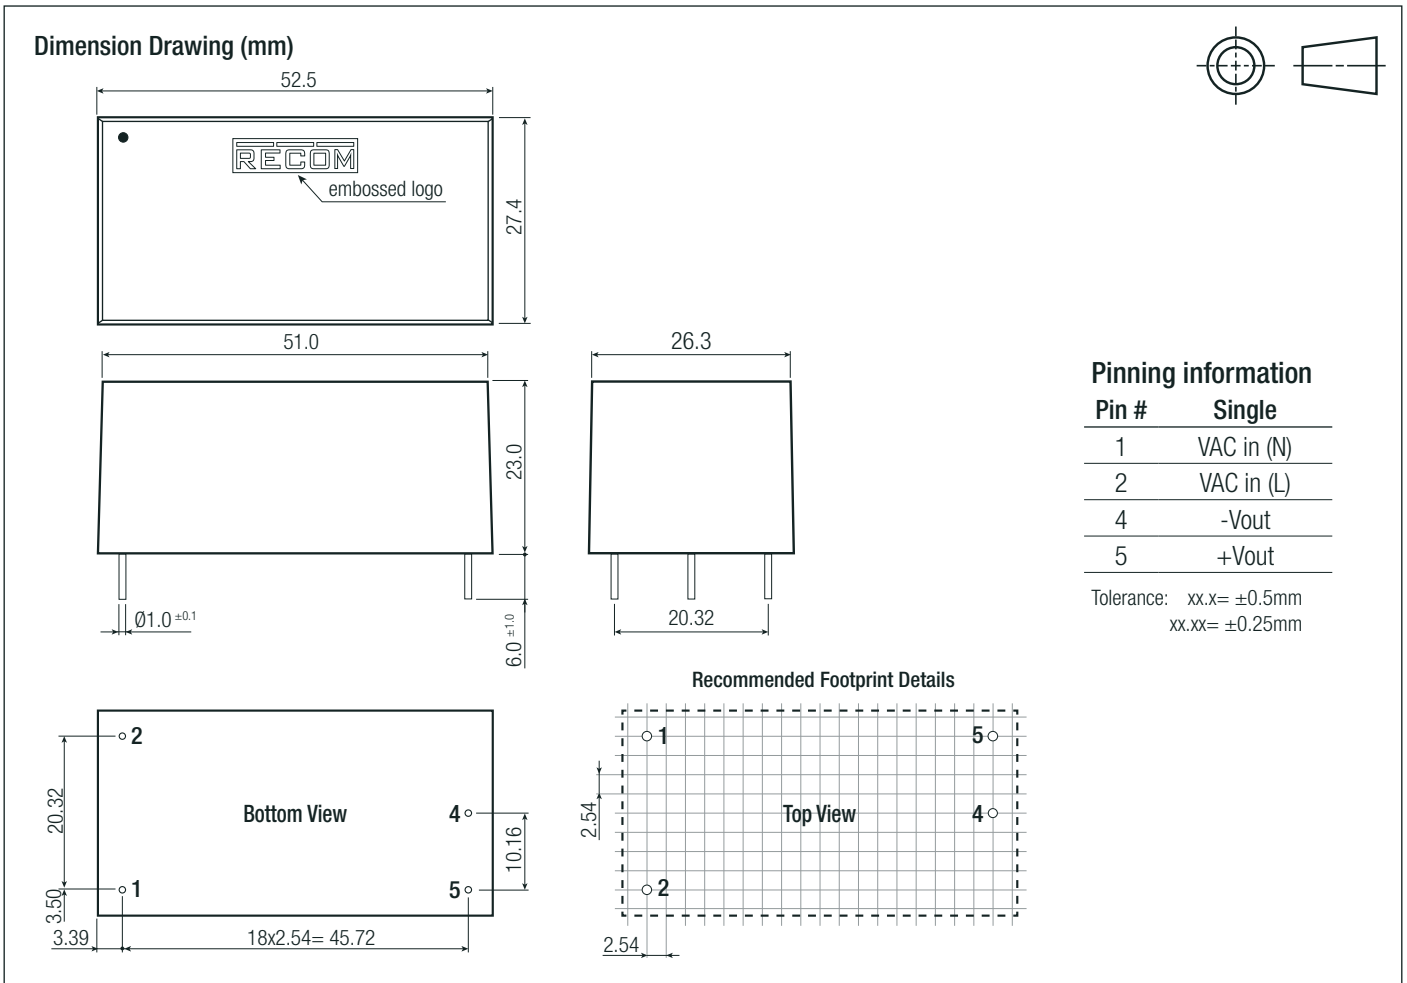 Dimension Drawing (mm)
52.5
RECOM
embossed logo
27.4
51.0
26.3
23.0
Ø1.0 ±0.1
6.0 ±1.0
20.32
Pinning information
Pin # Single
1 VAC in (N)
2 VAC in (L)
4 -Vout
5 +Vout
Tolerance: xx.x= ±0.5mm
xx.xx= ±0.25mm
2
20.32
Bottom View
4
10.16
1
5
3.50
3.39
18x2.54= 45.72
Recommended Footprint Details
1
5
2.54
Top View
4
2
2.54